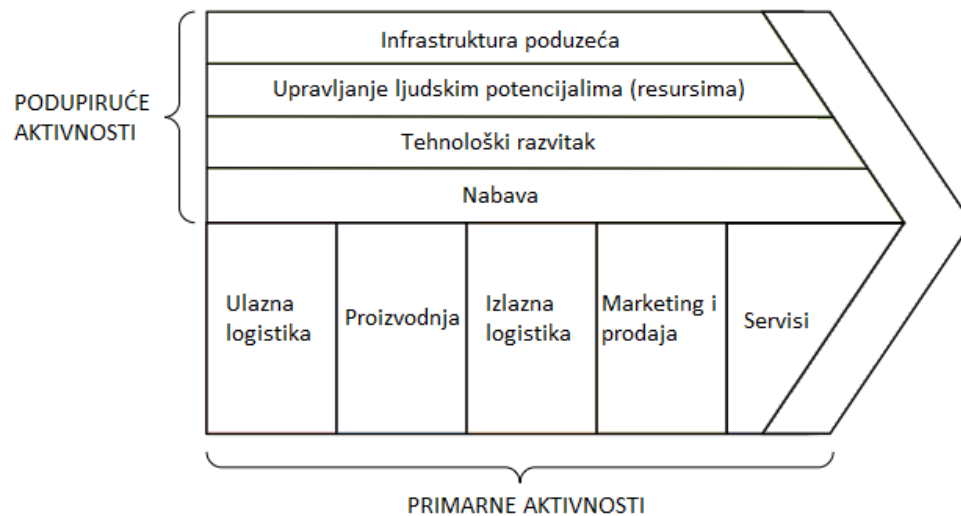 Infrastruktura poduzeća
Upravljanje ljudskim potencijalima (resursima)
PODUPIRUĆE
AKTIVNOSTI
Tehnološki razvitak
Nabava
Ulazna
logistika
Proizvodnja
Izlazna
logistika
Marketing i
prodaja
Servisi
PRIMARNE AKTIVNOSTI